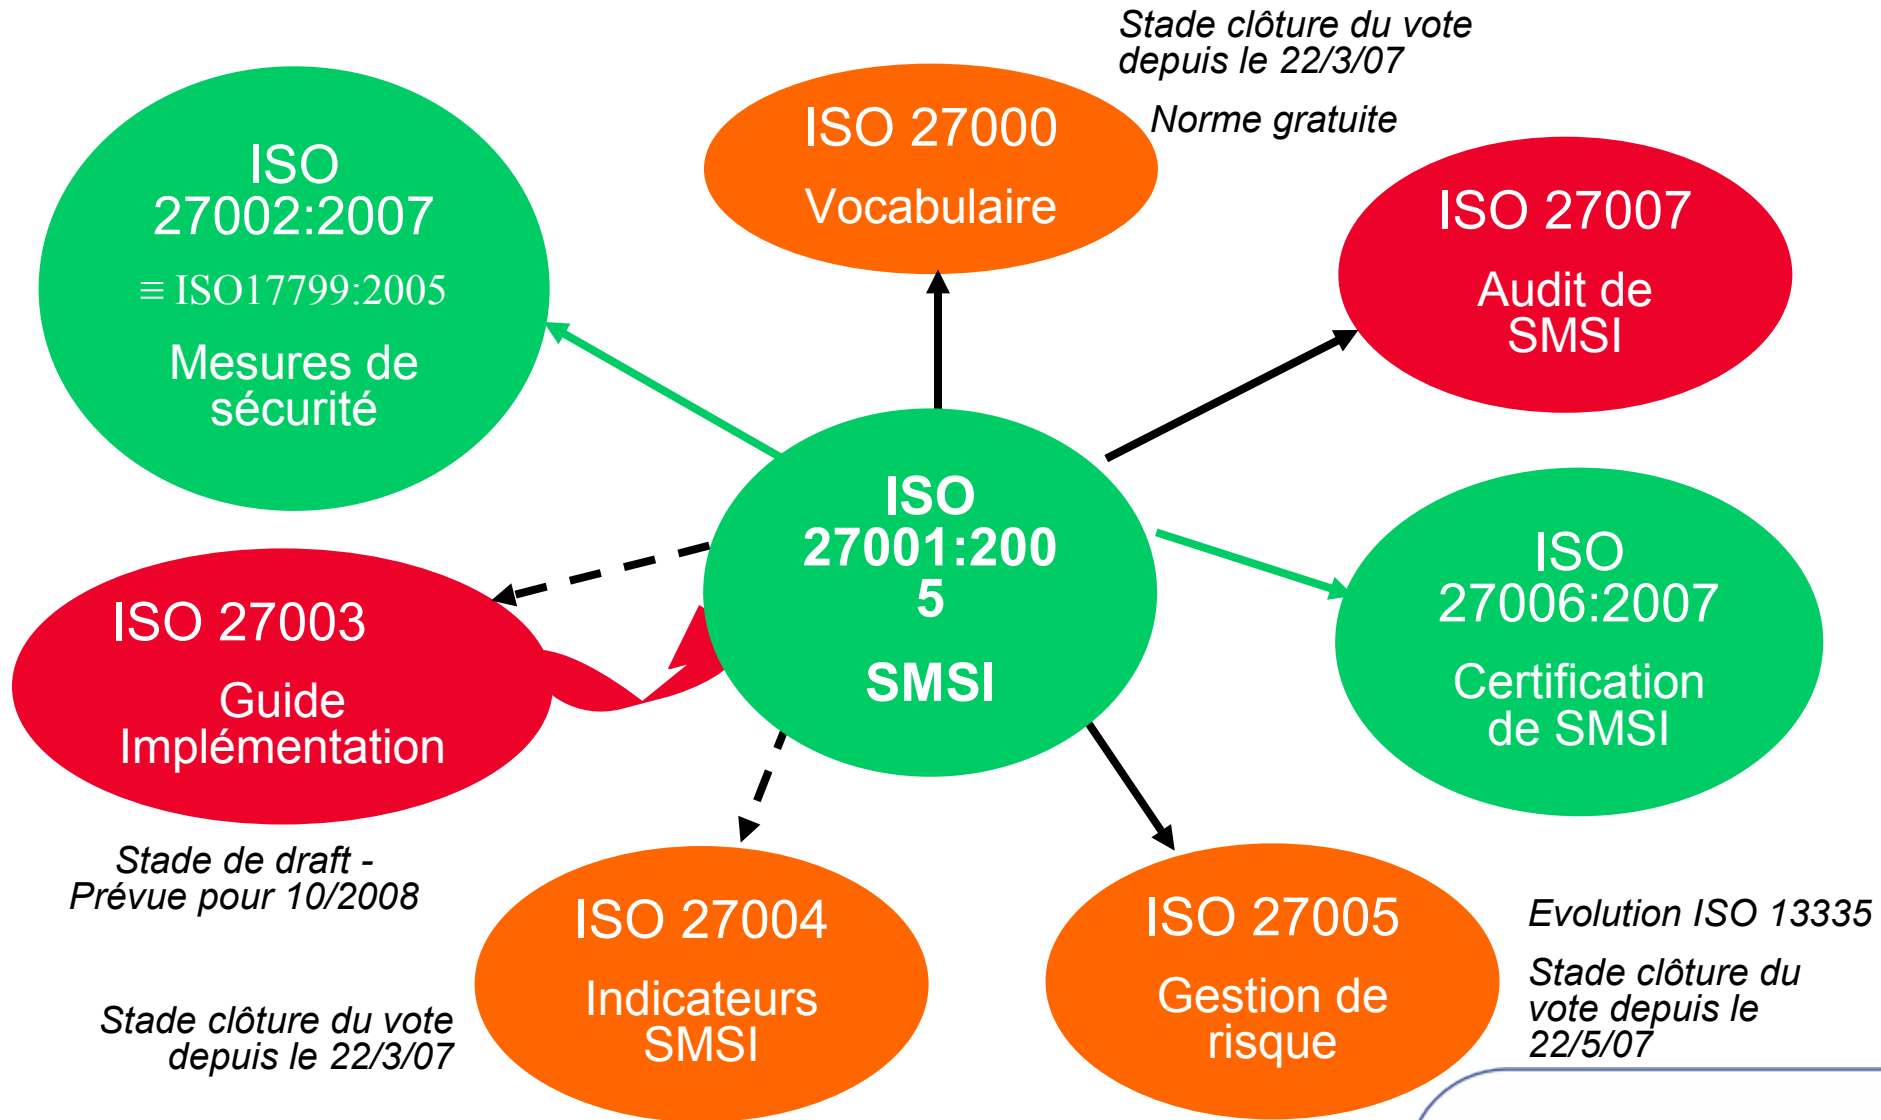 Stade clôture du vote
depuis le 22/3/07
Norme gratuite
ISO 27000
Vocabulaire
ISO
27002:2007
≡ ISO17799:2005
Mesures de
sécurité
ISO 27007
Audit de
SMSI
ISO
27001:200
5
SMSI
ISO
27006:2007
Certification
de SMSI
ISO 27003
Guide
Implémentation
Stade de draft -
Prévue pour 10/2008
ISO 27004
Indicateurs
SMSI
Stade clôture du vote
depuis le 22/3/07
ISO 27005
Gestion de
risque
Evolution ISO 13335
Stade clôture du
vote depuis le
22/5/07